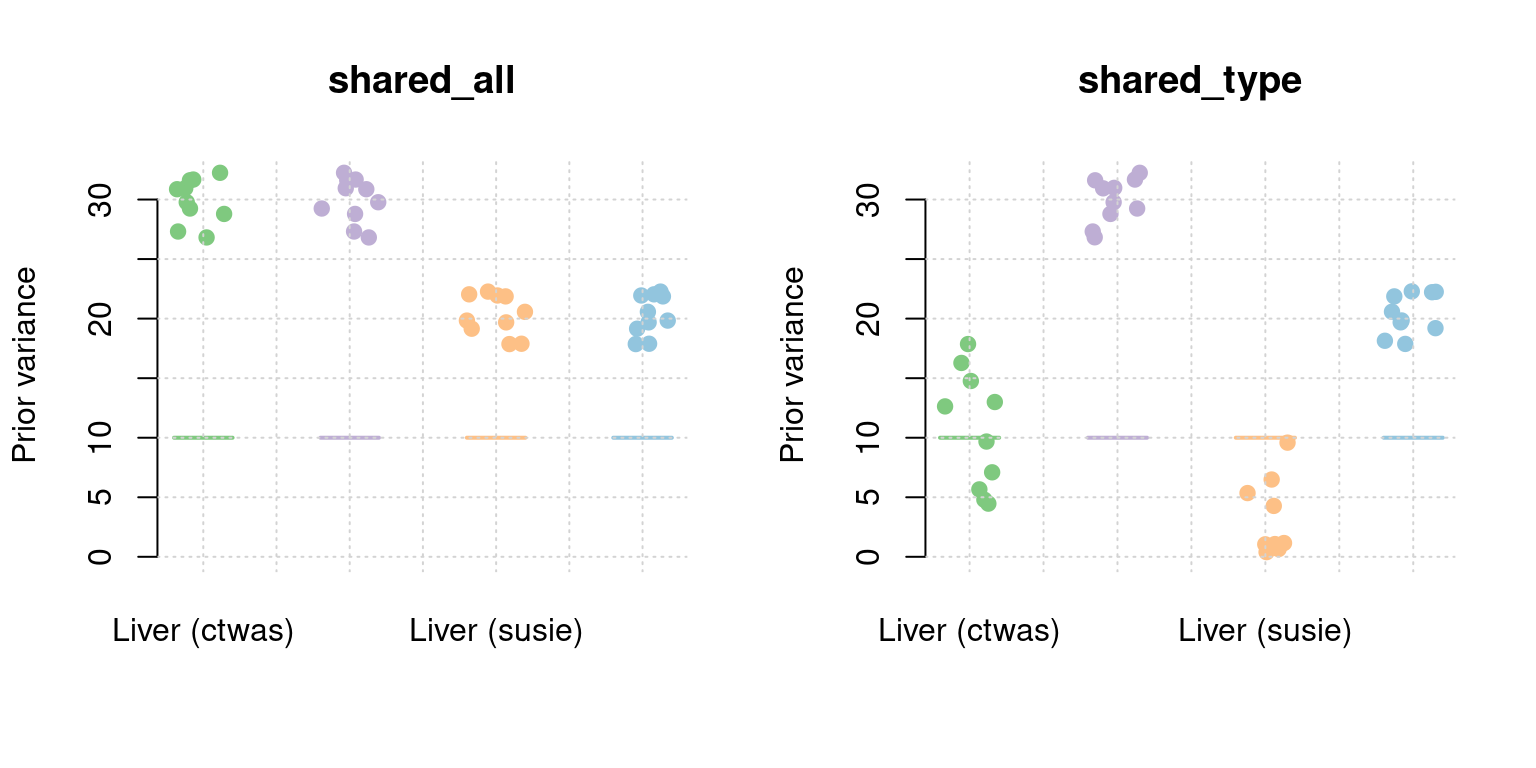 shared_all
Prior variance
30
20
10
5
0
Liver (ctwas)
Liver (susie)
shared_type
Prior variance
30
20
10
5
0
Liver (ctwas)
Liver (susie)